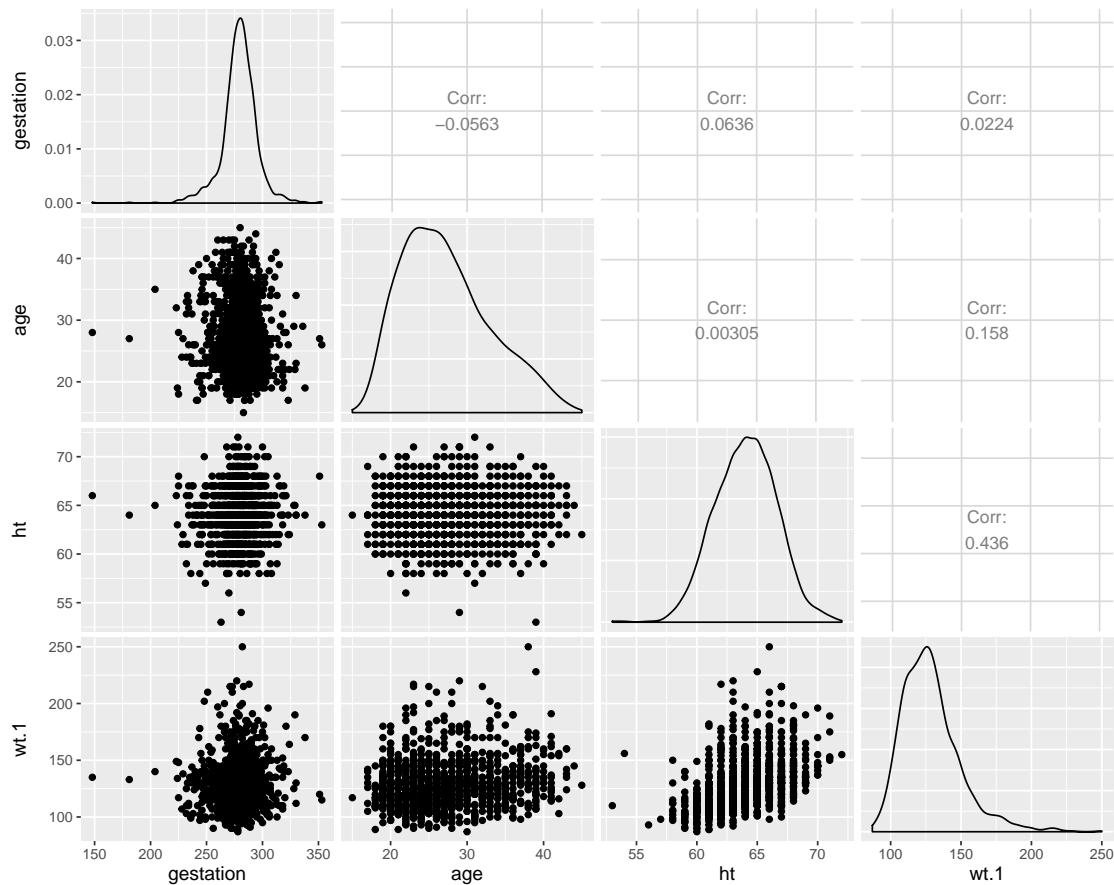 gestation
0.03
0.02
0.01
0.00
Corr:
−0.0563
Corr:
0.0636
Corr:
0.0224
age
40
30
20
Corr:
0.00305
Corr:
0.158
ht
70
65
60
55
Corr:
0.436
wt.1
250
200
150
100
150 200 250 300 350
20 30 40
55 60 65 70
100 150 200 250
gestation
age
ht
wt.1